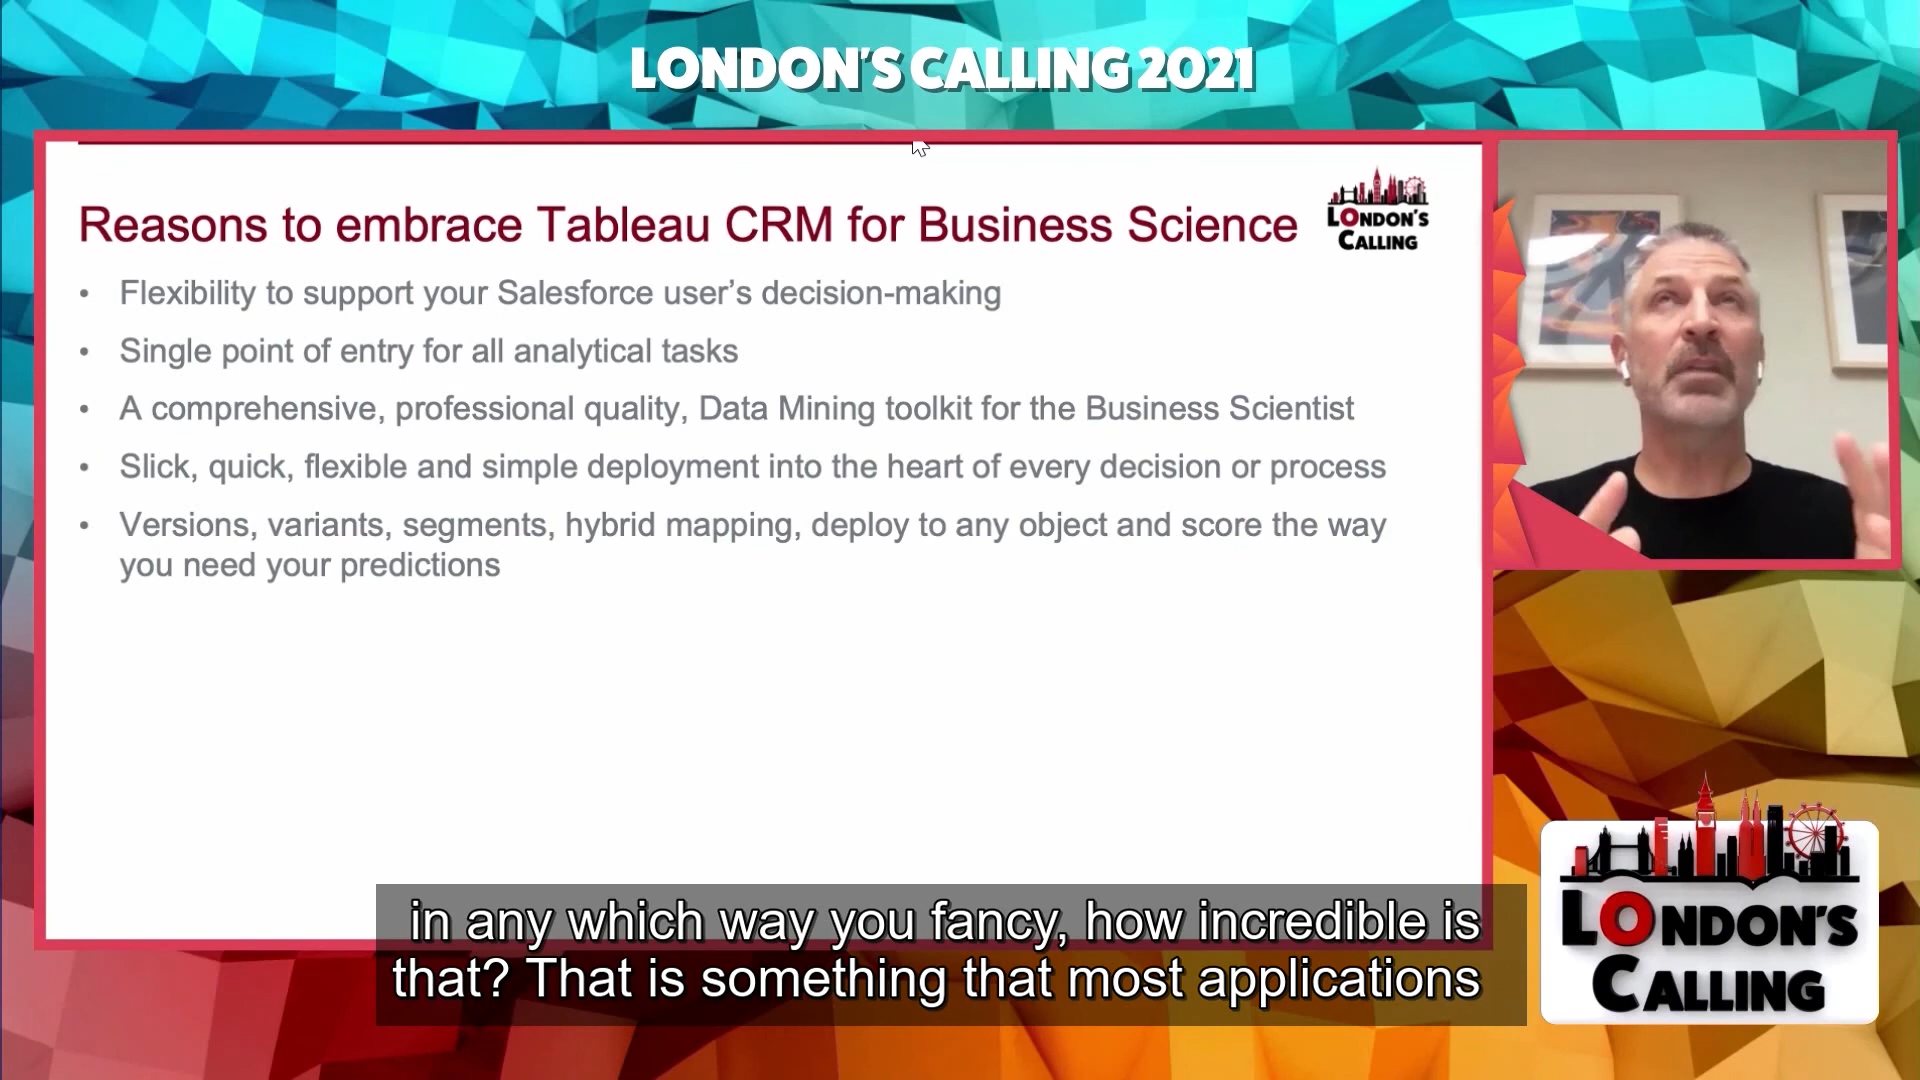 LONDON'S CALLING 2021
Reasons to embrace Tableau CRM for Business Science
LONDON'S
CALLING
• Flexibility to support your Salesforce user’s decision-making
• Single point of entry for all analytical tasks
• A comprehensive, professional quality, Data Mining toolkit for the Business Scientist
• Slick, quick, flexible and simple deployment into the heart of every decision or process
• Versions, variants, segments, hybrid mapping, deploy to any object and score the way
you need your predictions
in any which way you fancy, how incredible is
that? That is something that most applications
LONDON'S
CALLING